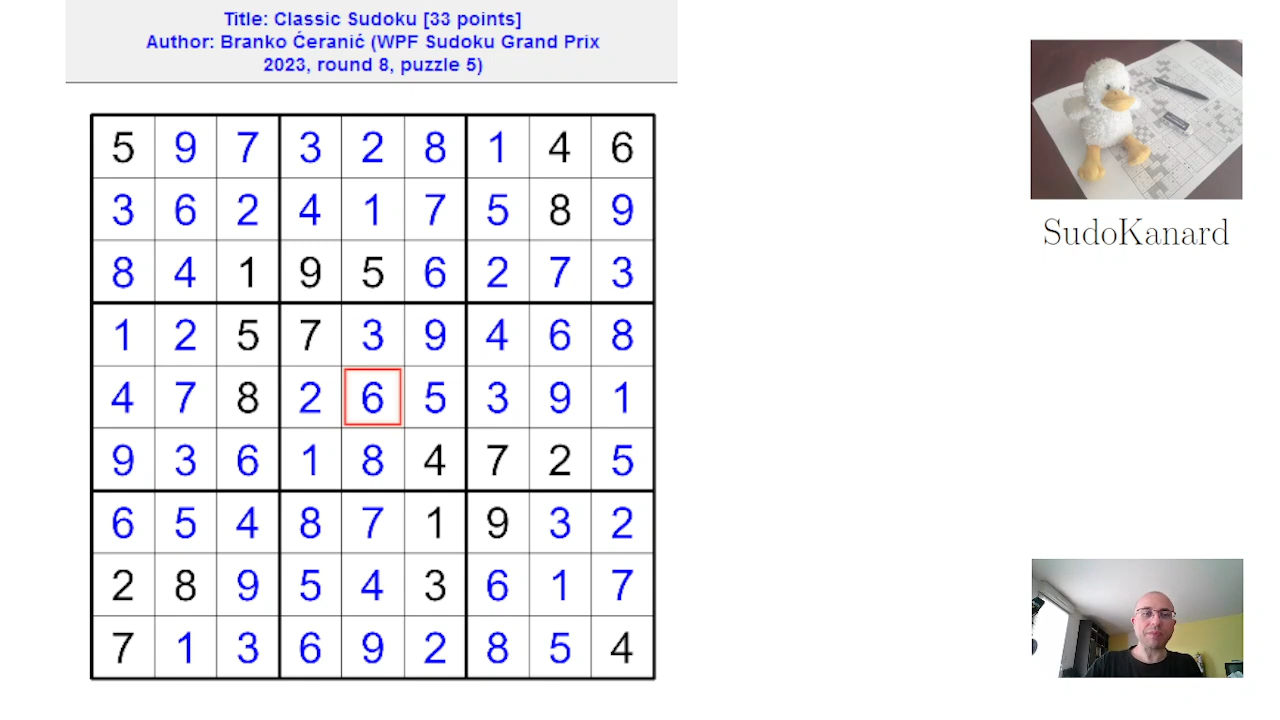 Title: Classic Sudoku [33 points]
Author: Branko Ćeranić (WPF Sudoku Grand Prix
2023, round 8, puzzle 5)
5 9 7 3 2 8 1 4 6
3 6 2 4 1 7 5 8 9
8 4 1 9 5 6 2 7 3
1 2 5 7 3 9 4 6 8
4 7 8 2 6 5 3 9 1
9 3 6 1 8 4 7 2 5
6 5 4 8 7 1 9 3 2
2 8 9 5 4 3 6 1 7
7 1 3 6 9 2 8 5 4
SudoKanard